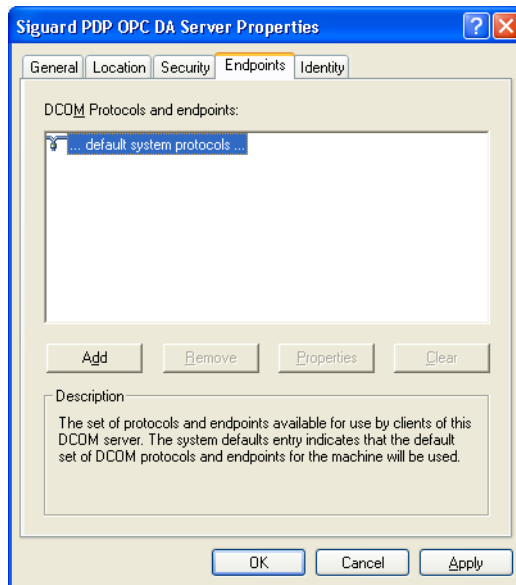 Siguard PDP OPC DA Server Properties
General Location Security Endpoints Identity
DCOM Protocols and endpoints:
... default system protocols ...
Add Remove Properties Clear
Description
The set of protocols and endpoints available for use by clients of this
DCOM server. The system defaults entry indicates that the default
set of DCOM protocols and endpoints for the machine will be used.
OK Cancel Apply